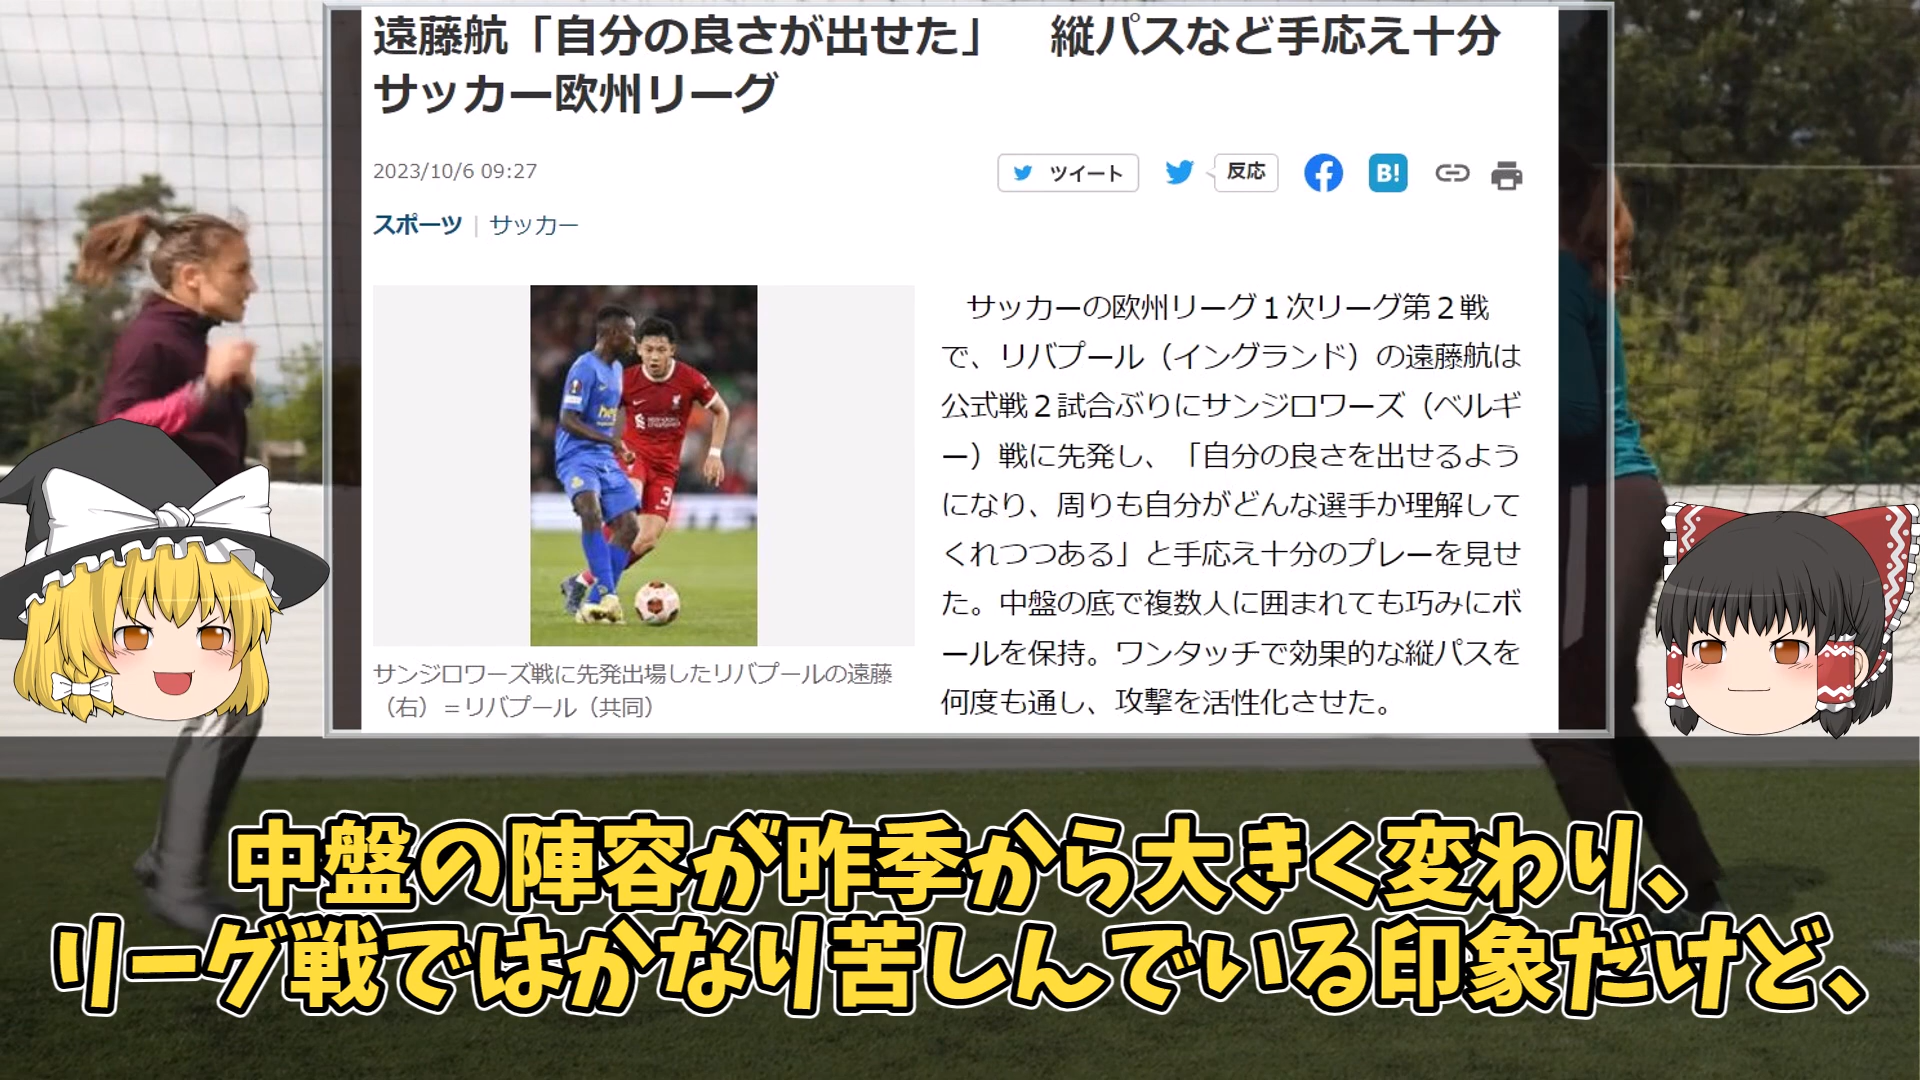 遠藤航「自分の良さが出せた」　縦パスなど手応え十分
サッカー欧州リーグ
2023/10/6 09:27
ツイート
反応
B!
スポーツ | サッカー
サッカーの欧州リーグ１次リーグ第２戦
で、リバプール（イングランド）の遠藤航は
公式戦２試合ぶりにサンジロワーズ（ベルギ
ー）戦に先発し、「自分の良さを出せるよう
になり、周りも自分がどんな選手か理解して
くれつつある」と手応え十分のプレーを見せ
た。中盤の底で複数人に囲まれても巧みにボ
ールを保持。ワンタッチで効果的な縦パスを
何度も通し、攻撃を活性化させた。
サンジロワーズ戦に先発出場したリバプールの遠藤
（右）＝リバプール（共同）
中盤の陣容が昨季から大きく変わり、
リーグ戦ではかなり苦しんでいる印象だけど、